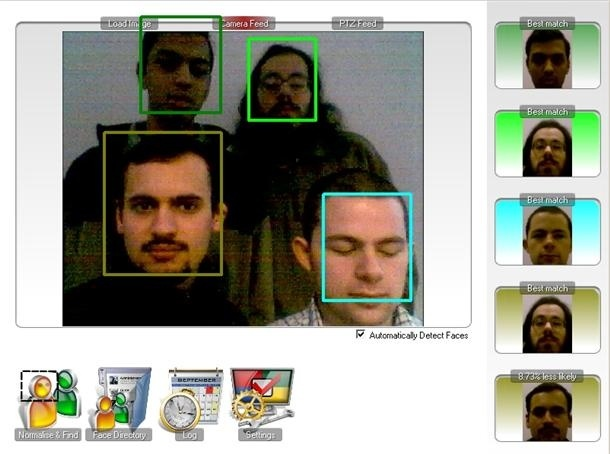 Load Image
Camera Feed
PTZ Feed
Best match
Best match
Best match
Best match
8.73% less likely
Automatically Detect Faces
SEPTEMBER
Normalise & Find
Face Directory
Log
Settings